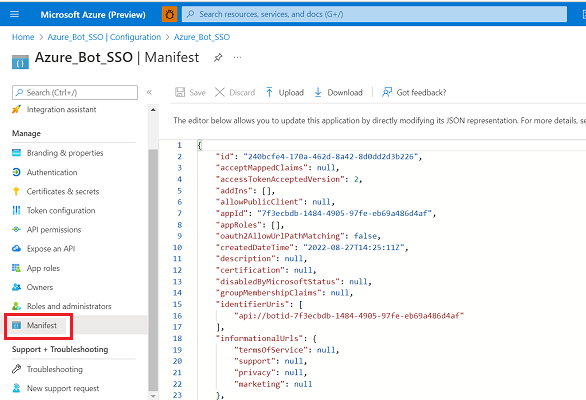 Microsoft Azure (Preview)
Search resources, services, and docs (G+/)
Home > Azure_Bot_SSO | Configuration > Azure_Bot_SSO
Azure_Bot_SSO | Manifest
Search (Ctrl+/)
«
Save
Discard
Upload
Download
Got feedback?
Integration assistant
Manage
Branding & properties
Authentication
Certificates & secrets
Token configuration
API permissions
Expose an API
App roles
Owners
Roles and administrators
Manifest
Support + Troubleshooting
Troubleshooting
New support request
The editor below allows you to update this application by directly modifying its JSON representation. For more details, se
1 {
2 "id": "240bcfe4-170a-462d-8a42-8d0dd2d3b226",
3 "acceptMappedClaims": null,
4 "accessTokenAcceptedVersion": 2,
5 "addIns": [],
6 "allowPublicClient": null,
7 "appId": "7f3ecbdb-1484-4905-97fe-eb69a486d4af",
8 "appRoles": [],
9 "oauth2AllowUrlPathMatching": false,
10 "createdDateTime": "2022-08-27T14:25:11Z",
11 "description": null,
12 "certification": null,
13 "disabledByMicrosoftStatus": null,
14 "groupMembershipClaims": null,
15 "identifierUris": [
16 "api://botid-7f3ecbdb-1484-4905-97fe-eb69a486d4af"
17 ],
18 "informationalUrls": {
19 "termsOfService": null,
20 "support": null,
21 "privacy": null,
22 "marketing": null
23 },